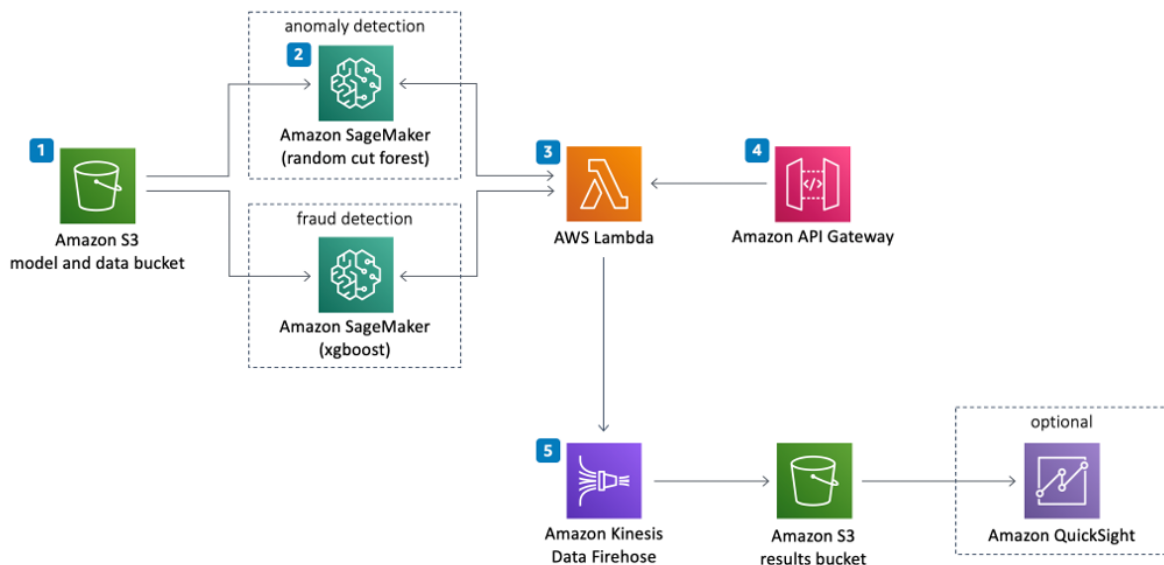 anomaly detection
2
Amazon SageMaker
(random cut forest)
1
Amazon S3
model and data bucket
fraud detection
Amazon SageMaker
(xgboost)
3
AWS Lambda
4
</>
Amazon API Gateway
5
Amazon Kinesis
Data Firehose
Amazon S3
results bucket
optional
Amazon QuickSight